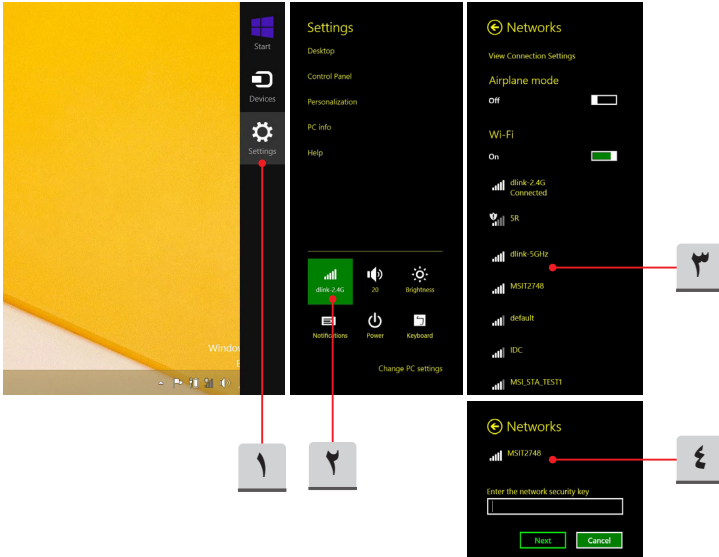 Start
Devices
Settings
Window
١
Settings
Desktop
Control Panel
Personalization
PC info
Help
dlink-2.4G
20
Brightness
Notifications
Power
Keyboard
Change PC settings
٢
Networks
View Connection Settings
Airplane mode
Off
Wi-Fi
On
dlink-2.4G
Connected
5R
dlink-5GHz
MSIT2748
default
IDC
MSI_STA_TEST1
٣
Networks
MSIT2748
Enter the network security key
Next Cancel
٤